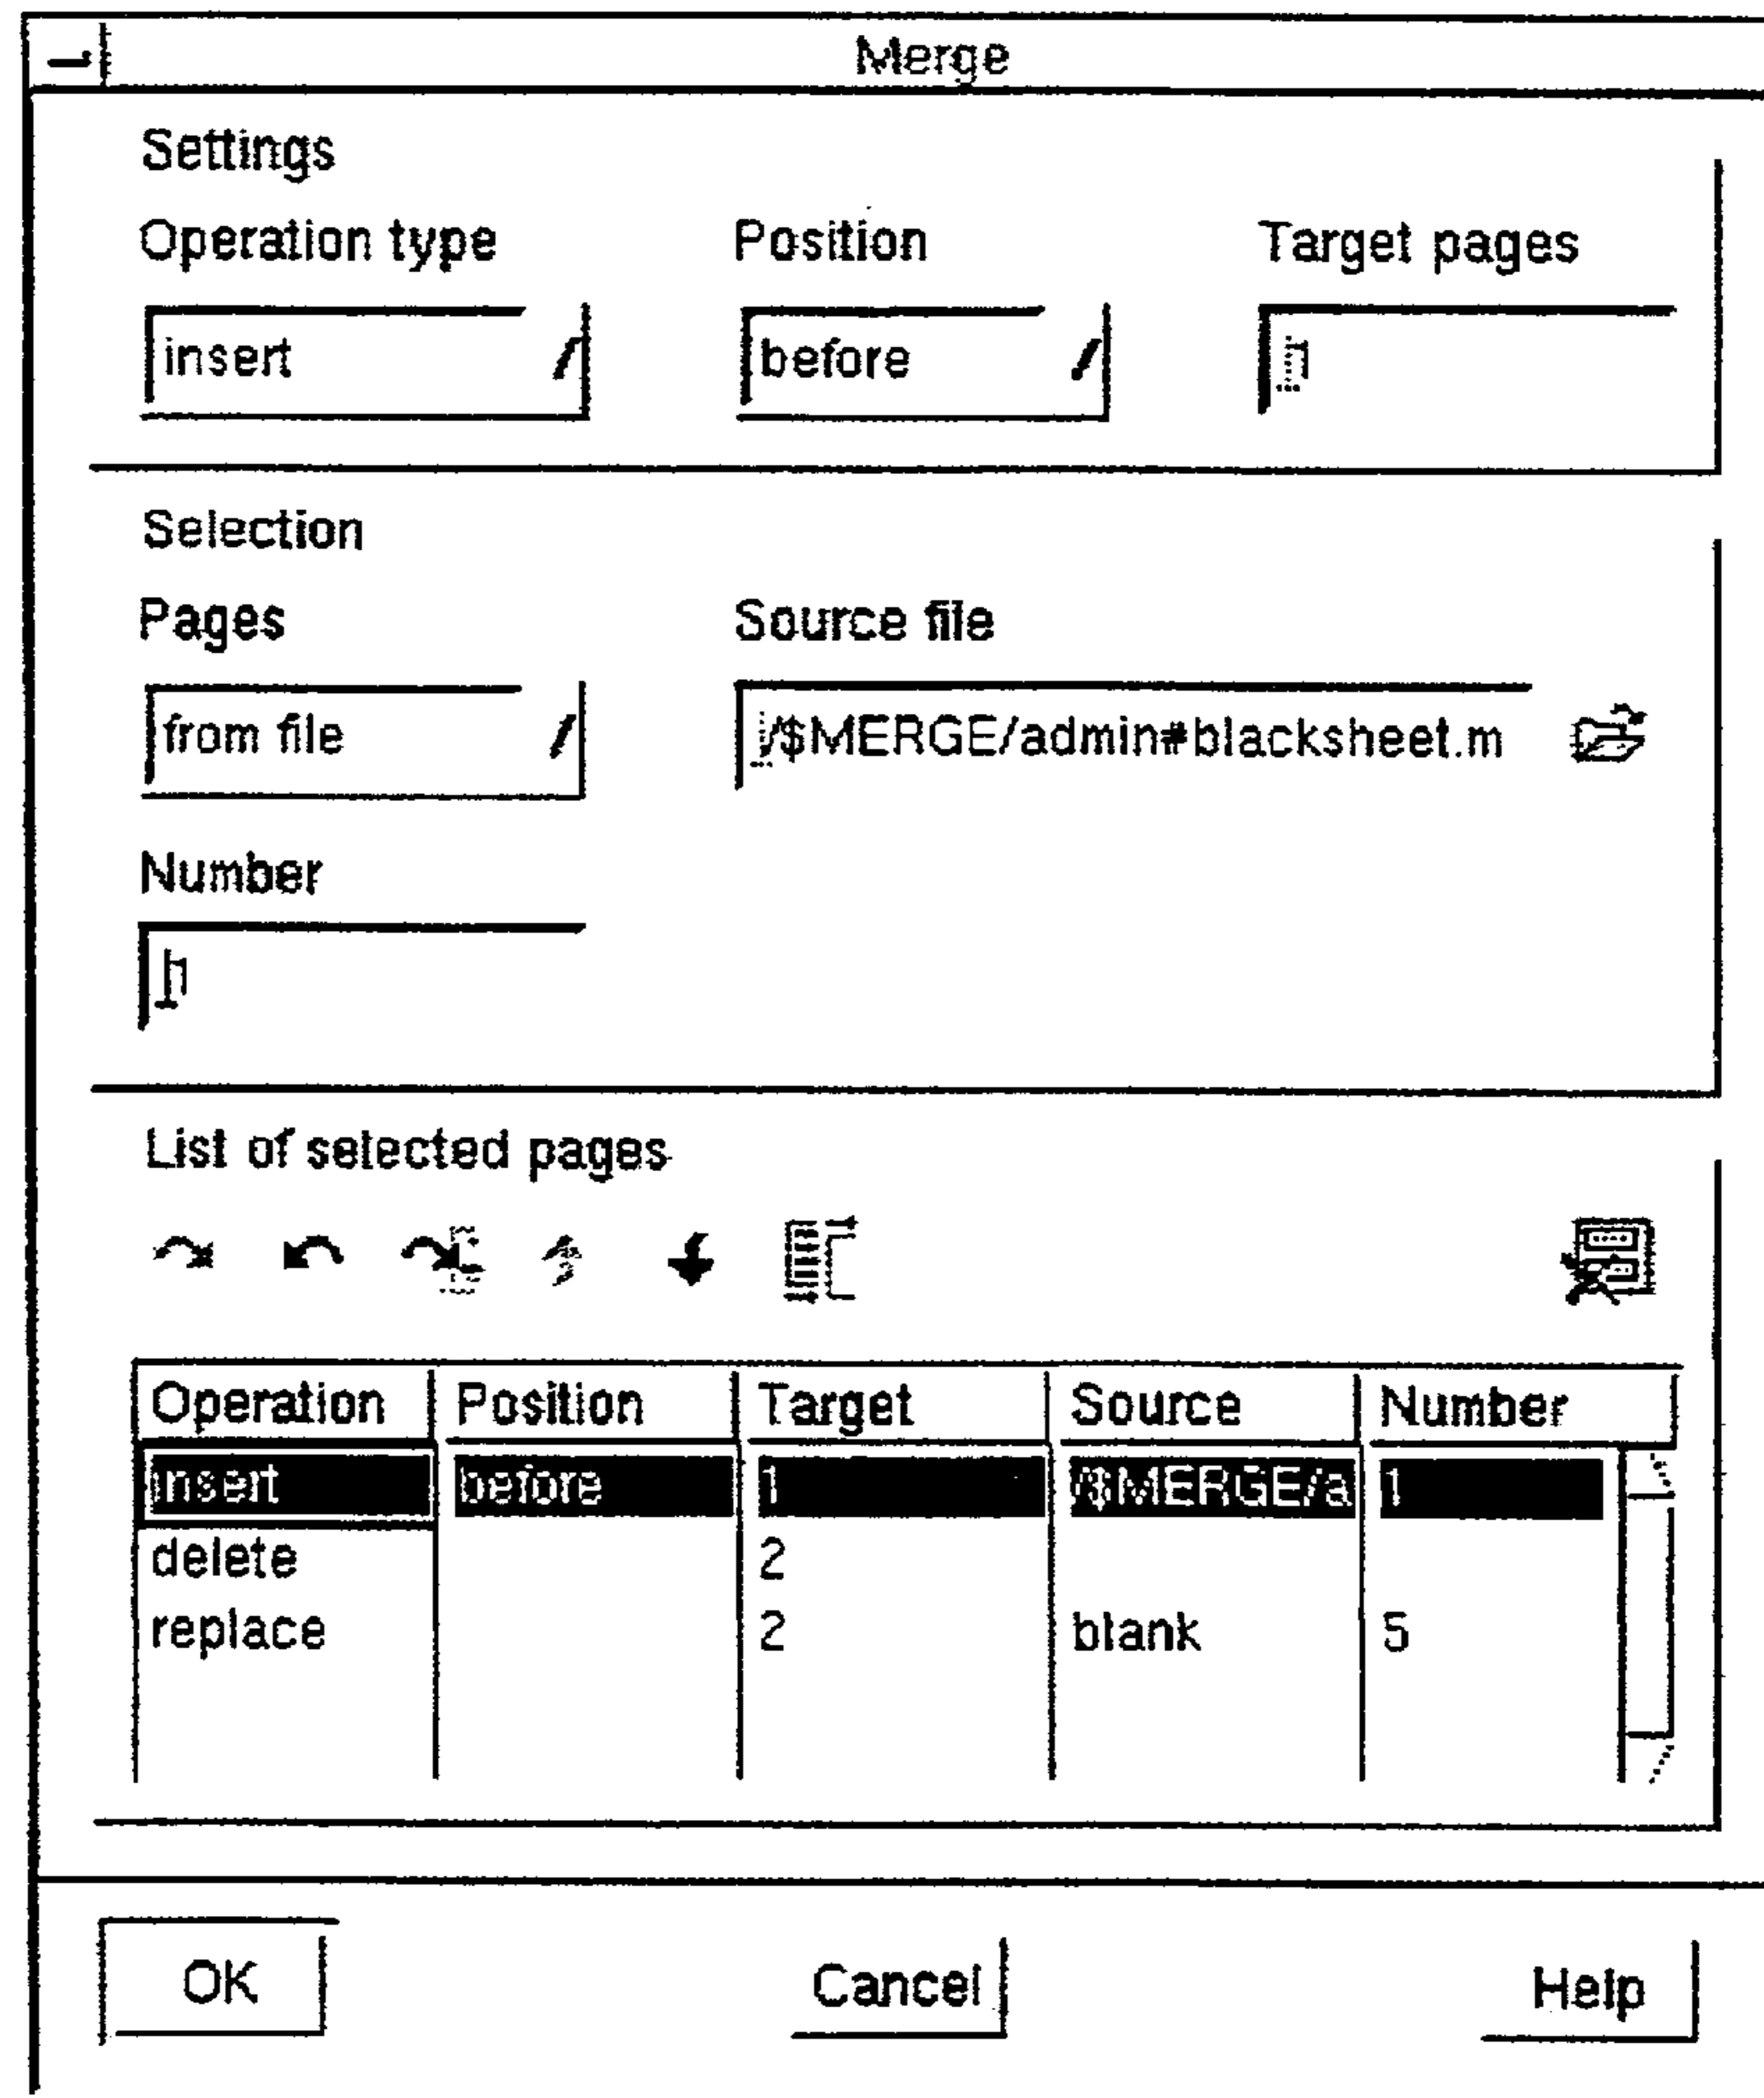 Merge
Settings
Operation type Position Target pages
insert before 1
Selection
Pages Source file
from file /$MERGE/admin#blacksheet.m
Number
1
List of selected pages
Operation Position Target Source Number
insert before 1 /$MERGE/a 1
delete 2
replace 2 blank 5
OK Cancel Help